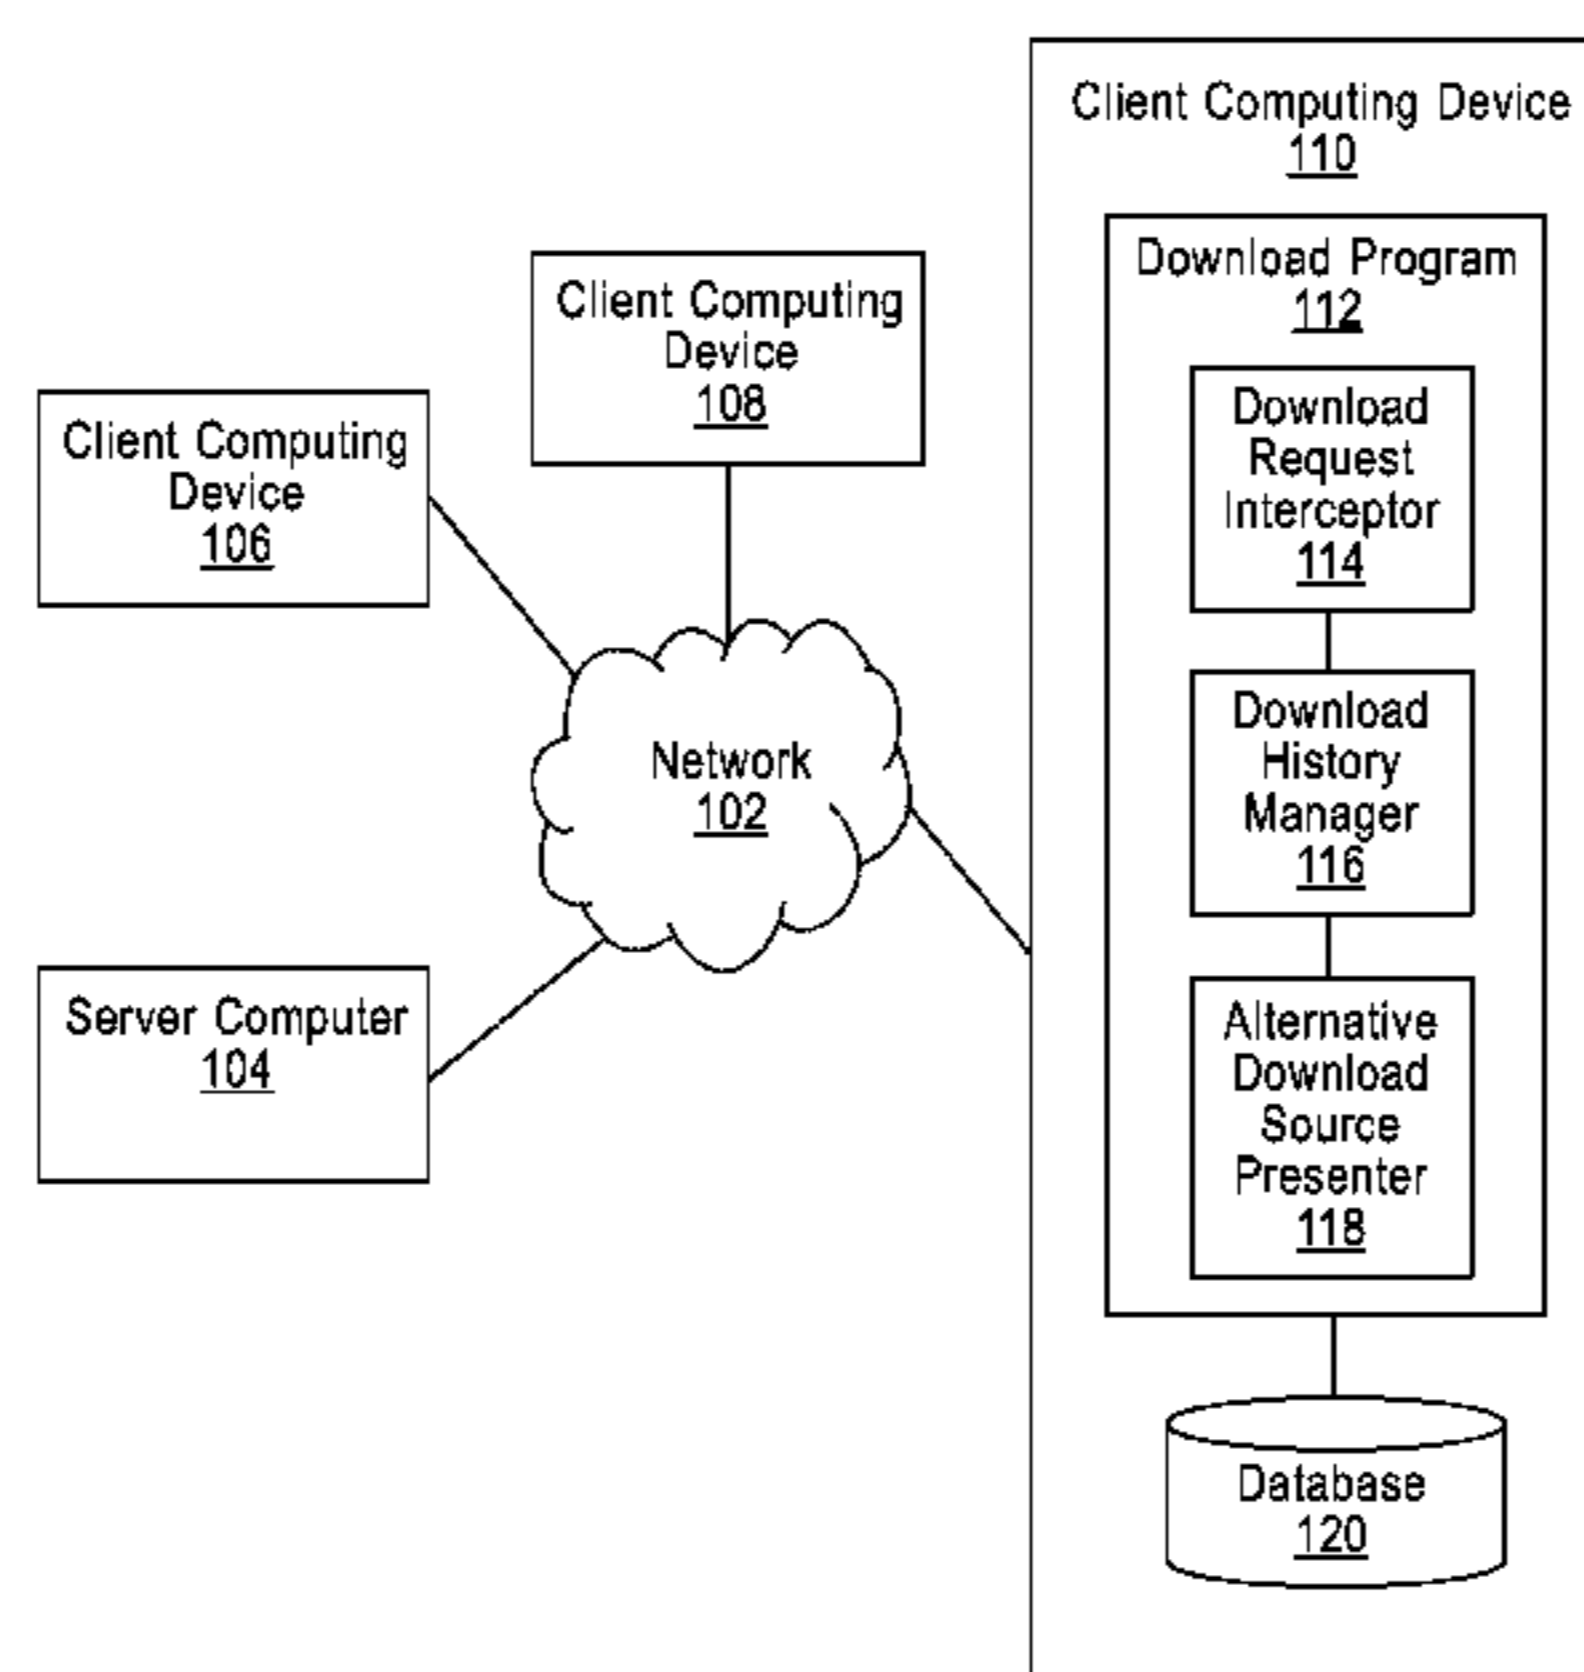 Client Computing Device
110
Download Program
112
Client Computing
Device
108
Download
Request
Interceptor
114
Client Computing
Device
106
Download
History
Manager
116
Network
102
Server Computer
104
Alternative
Download
Source
Presenter
118
Database
120